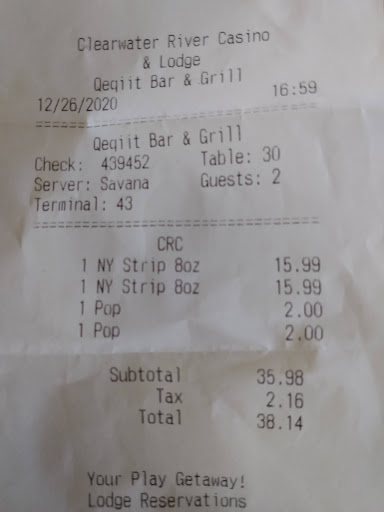 Clearwater River Casino
& Lodge
Qeqiit Bar & Grill
12/26/2020 16:59
==============================
Qeqiit Bar & Grill
Check: 439452 Table: 30
Server: Savana Guests: 2
Terminal: 43
==============================
CRC
1 NY Strip 8oz 15.99
1 NY Strip 8oz 15.99
1 Pop 2.00
1 Pop 2.00
Subtotal 35.98
Tax 2.16
Total 38.14
Your Play Getaway!
Lodge Reservations